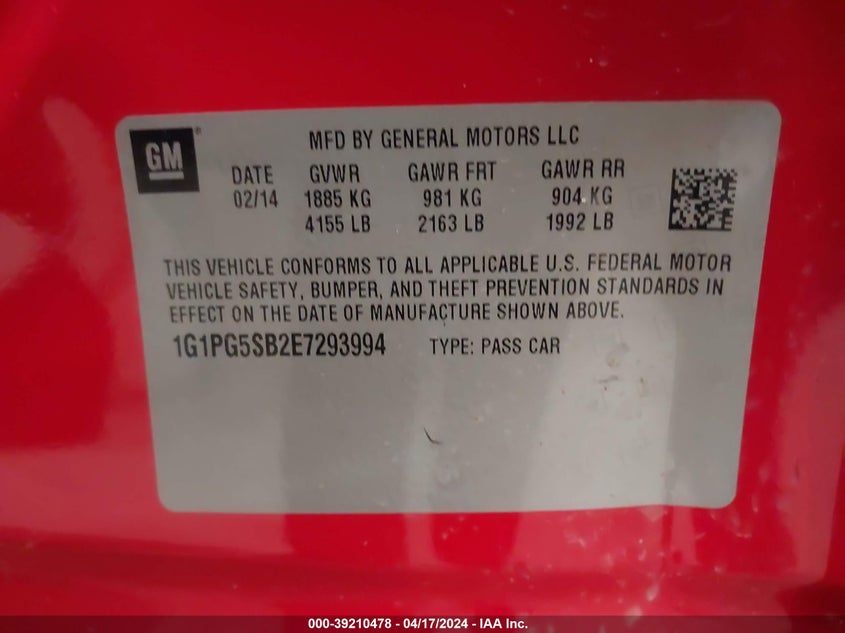 GM®
MFD BY GENERAL MOTORS LLC
DATE GVWR GAWR FRT GAWR RR
02/14 1885 KG 981 KG 904 KG
4155 LB 2163 LB 1992 LB
THIS VEHICLE CONFORMS TO ALL APPLICABLE U.S. FEDERAL MOTOR
VEHICLE SAFETY, BUMPER, AND THEFT PREVENTION STANDARDS IN
EFFECT ON THE DATE OF MANUFACTURE SHOWN ABOVE.
1G1PG5SB2E7293994 TYPE: PASS CAR
000-39210478 - 04/17/2024 - IAA Inc.